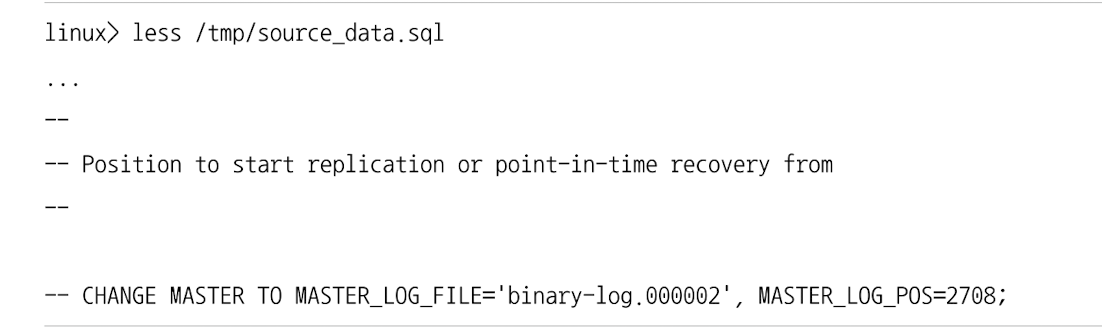 linux> less /tmp/source_data.sql
...
--
-- Position to start replication or point-in-time recovery from
--
-- CHANGE MASTER TO MASTER_LOG_FILE='binary-log.000002', MASTER_LOG_POS=2708;